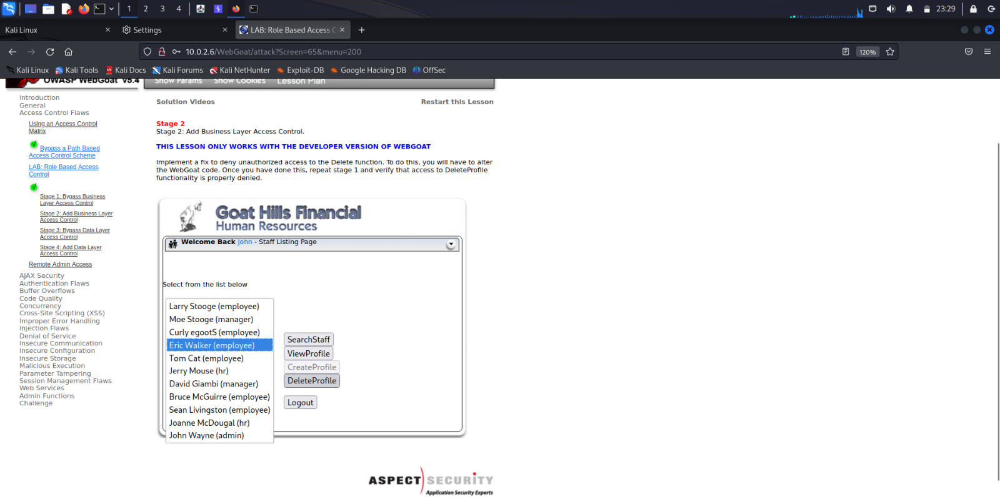 1 2 3 4 23:29
Kali Linux
Settings
LAB: Role Based Access C
10.0.2.6/WebGoat/attack?Screen=65&menu=200
120%
Kali Linux Kali Tools Kali Docs Kali Forums Kali NetHunter Exploit-DB Google Hacking DB OffSec
OWASP WebGoat V5.4
Show Params Show Cookies Lesson Plan
Introduction
General
Access Control Flaws
Using an Access Control
Matrix
Bypass a Path Based
Access Control Scheme
LAB: Role Based Access
Control
Stage 1: Bypass Business
Layer Access Control
Stage 2: Add Business Layer
Access Control
Stage 3: Bypass Data Layer
Access Control
Stage 4: Add Data Layer
Access Control
Remote Admin Access
AJAX Security
Authentication Flaws
Buffer Overflows
Code Quality
Concurrency
Cross-Site Scripting (XSS)
Improper Error Handling
Injection Flaws
Denial of Service
Insecure Communication
Insecure Configuration
Insecure Storage
Malicious Execution
Parameter Tampering
Session Management Flaws
Web Services
Admin Functions
Challenge
Solution Videos Restart this Lesson
Stage 2
Stage 2: Add Business Layer Access Control.
THIS LESSON ONLY WORKS WITH THE DEVELOPER VERSION OF WEBGOAT
Implement a fix to deny unauthorized access to the Delete function. To do this, you will have to alter
the WebGoat code. Once you have done this, repeat stage 1 and verify that access to DeleteProfile
functionality is properly denied.
Goat Hills Financial
Human Resources
Welcome Back John - Staff Listing Page
Select from the list below
Larry Stooge (employee)
Moe Stooge (manager)
Curly egootS (employee)
Eric Walker (employee)
Tom Cat (employee)
Jerry Mouse (hr)
David Giambi (manager)
Bruce McGuirre (employee)
Sean Livingston (employee)
Joanne McDougal (hr)
John Wayne (admin)
SearchStaff
ViewProfile
CreateProfile
DeleteProfile
Logout
ASPECT SECURITY
Application Security Experts